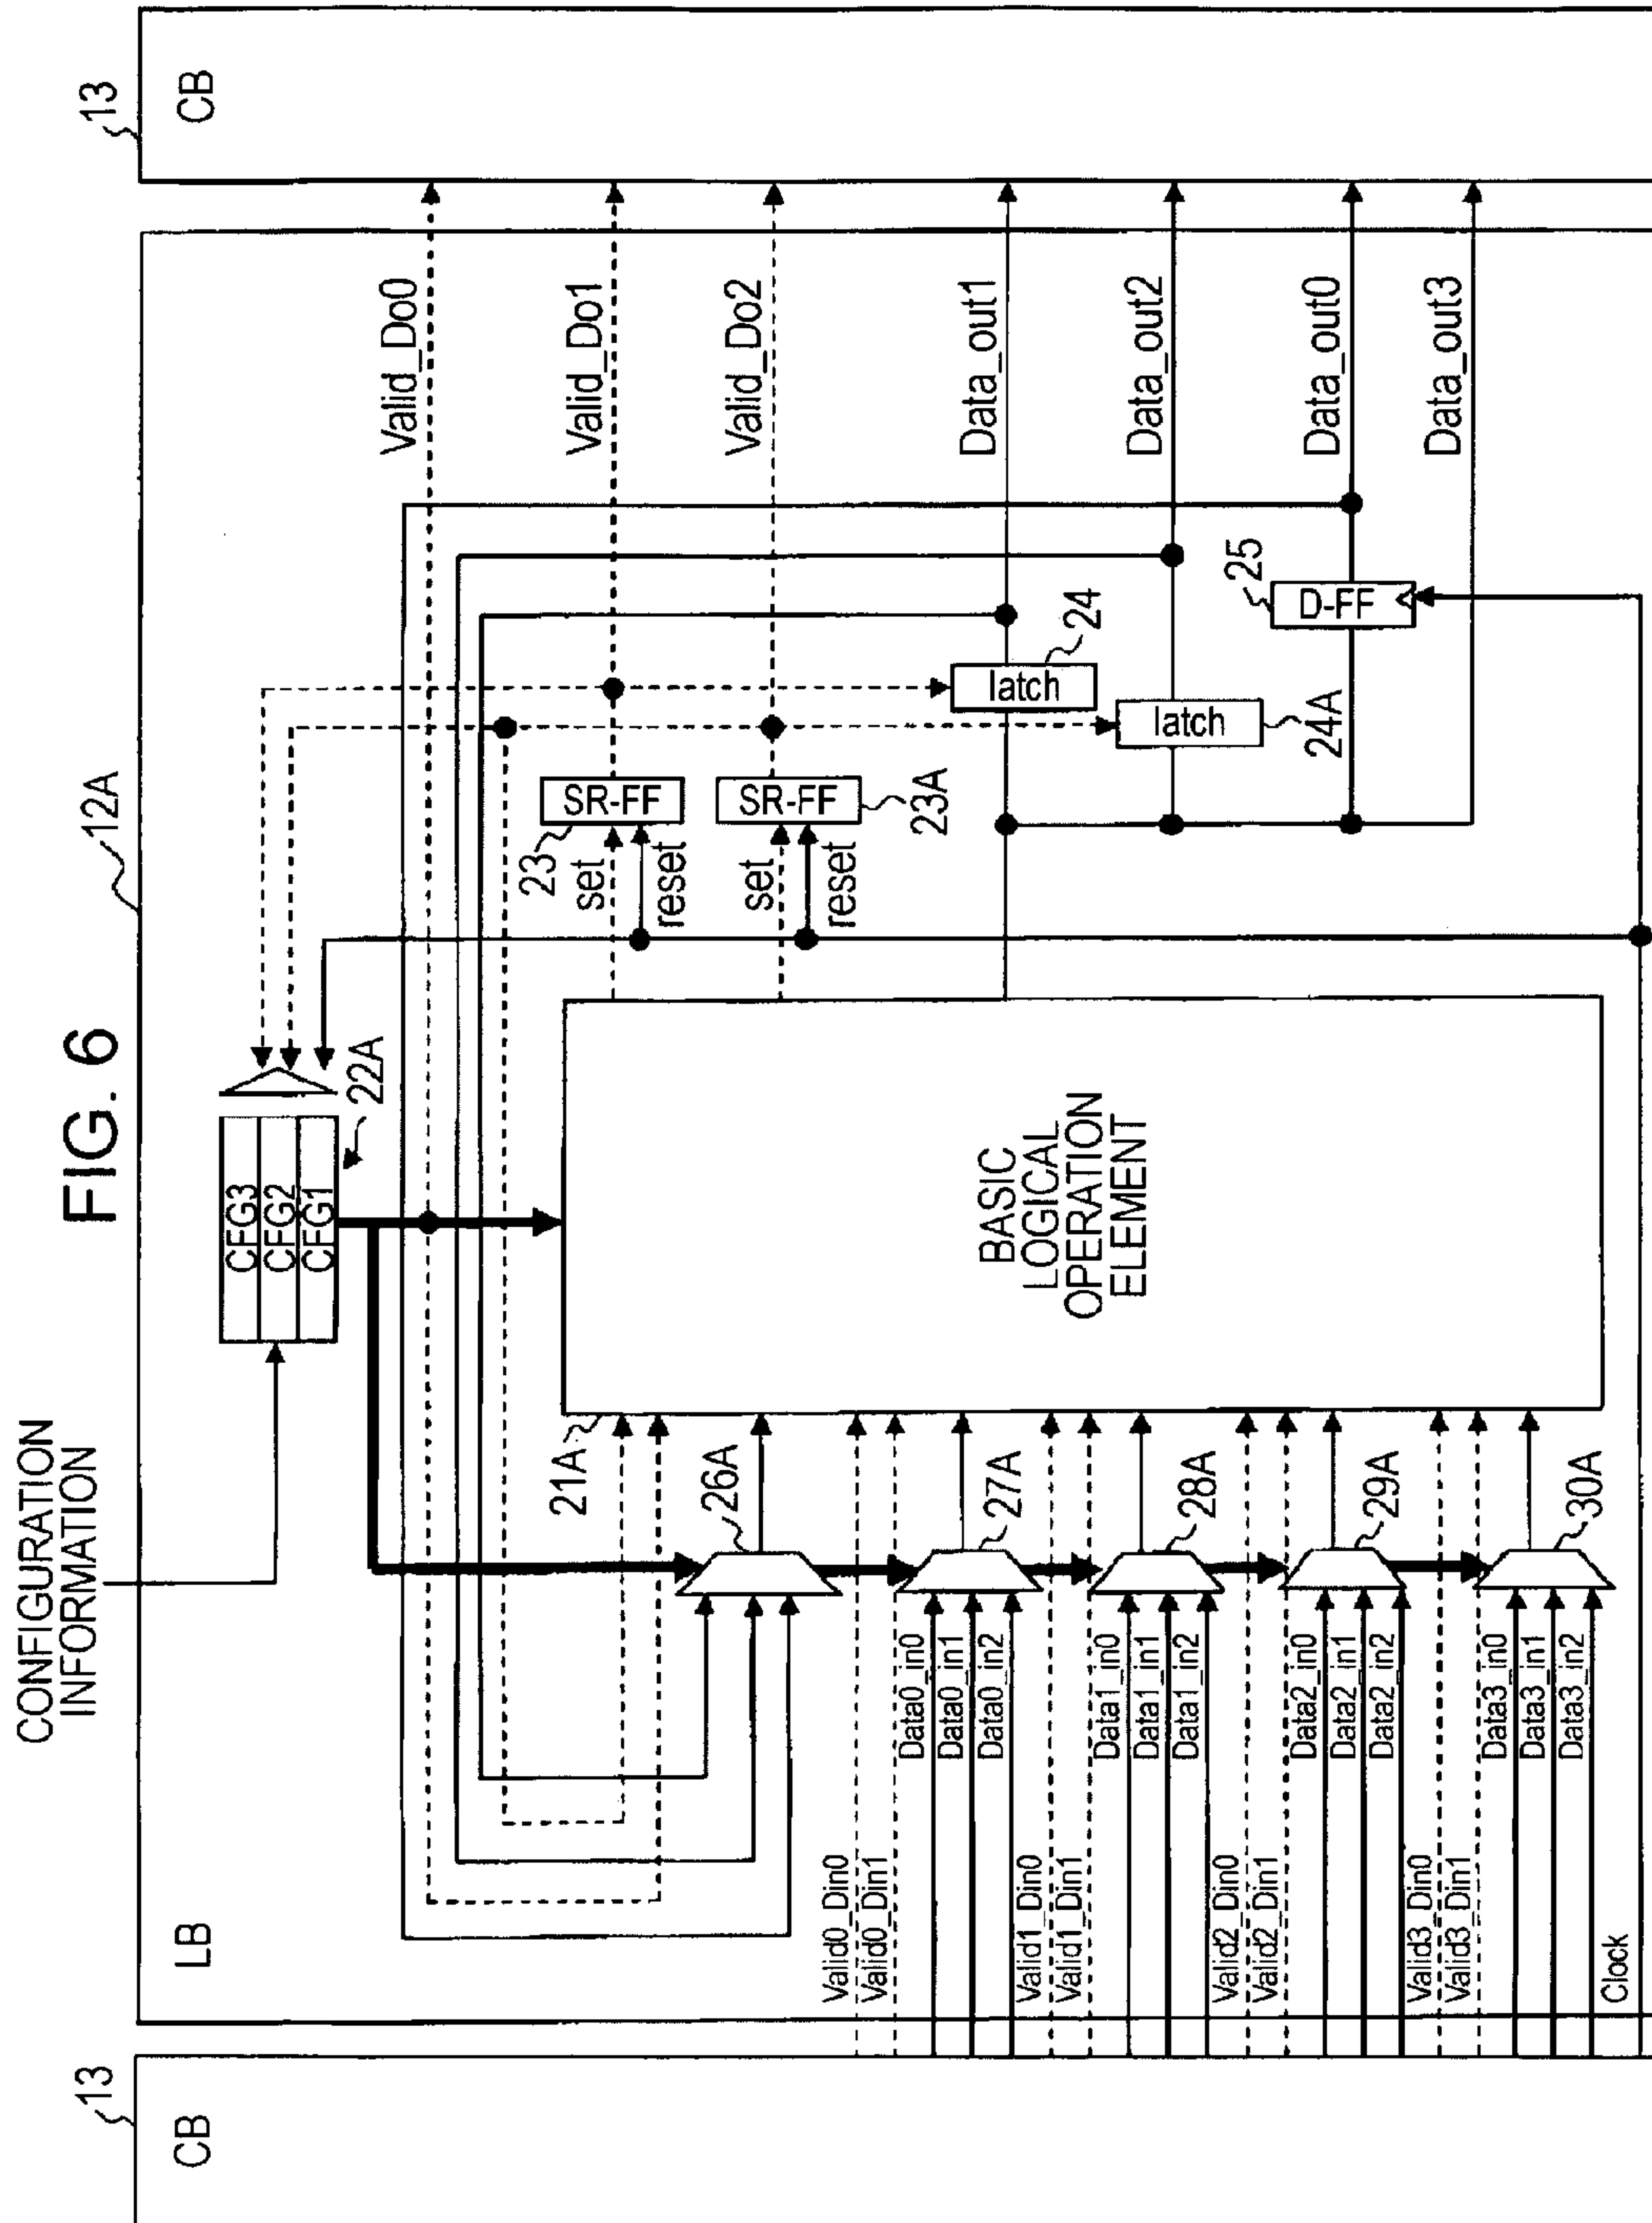 FIG. 6
CONFIGURATION
INFORMATION
12A
13
CB
LB
13
CB
CFG3
CFG2
CFG1
22A
Valid_Do0
Valid_Do1
Valid_Do2
Data_out1
Data_out2
Data_out0
Data_out3
21A
26A
27A
28A
29A
30A
BASIC
LOGICAL
OPERATION
ELEMENT
23
SR-FF
set
reset
SR-FF
23A
set
reset
latch
24
latch
24A
25
D-FF
Valid0_Din0
Valid0_Din1
Data0_in0
Data0_in1
Data0_in2
Valid1_Din0
Valid1_Din1
Data1_in0
Data1_in1
Data1_in2
Valid2_Din0
Valid2_Din1
Data2_in0
Data2_in1
Data2_in2
Valid3_Din0
Valid3_Din1
Data3_in0
Data3_in1
Data3_in2
Clock